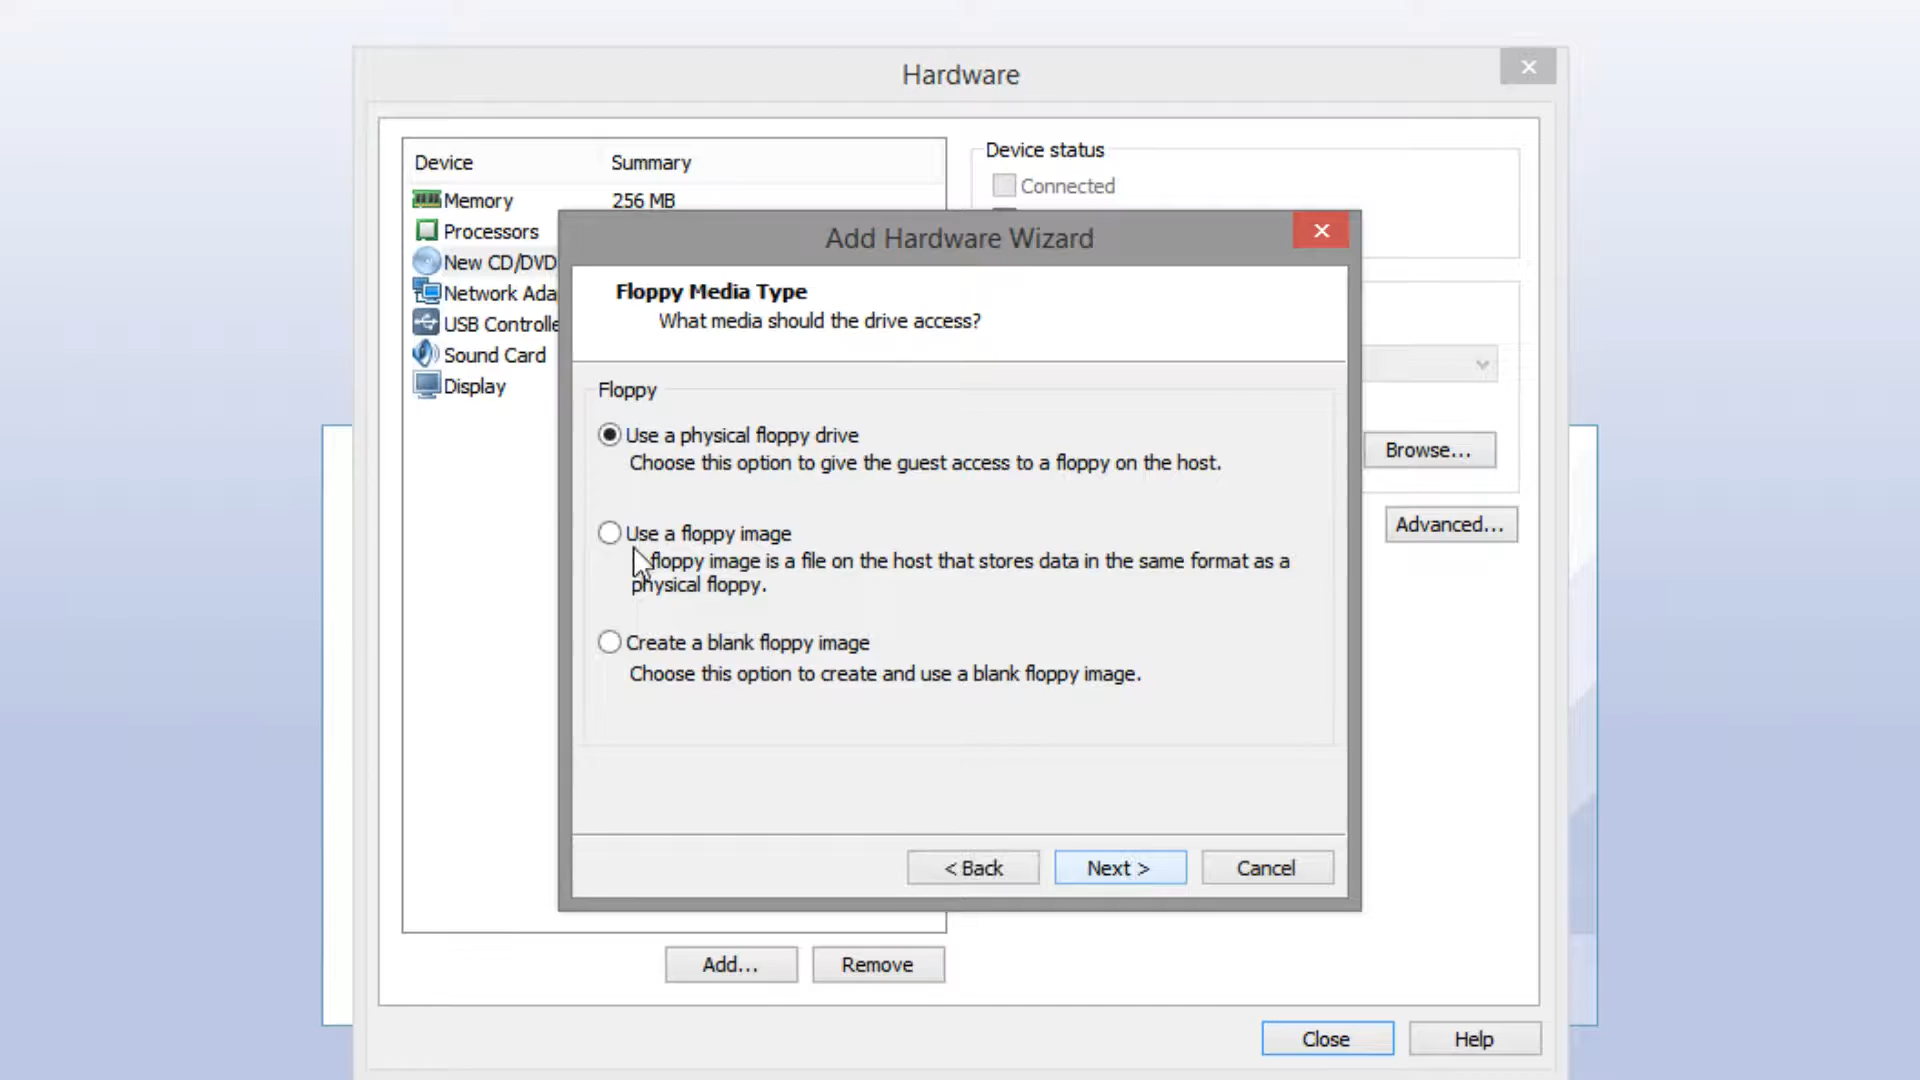 Hardware
Device Summary
Memory 256 MB
Processors
New CD/DVD
Network Ada
USB Controlle
Sound Card
Display
Device status
Connected
Add Hardware Wizard
Floppy Media Type
What media should the drive access?
Floppy
Use a physical floppy drive
Choose this option to give the guest access to a floppy on the host.
Use a floppy image
floppy image is a file on the host that stores data in the same format as a
physical floppy.
Create a blank floppy image
Choose this option to create and use a blank floppy image.
< Back Next > Cancel
Browse...
Advanced...
Add... Remove
Close Help